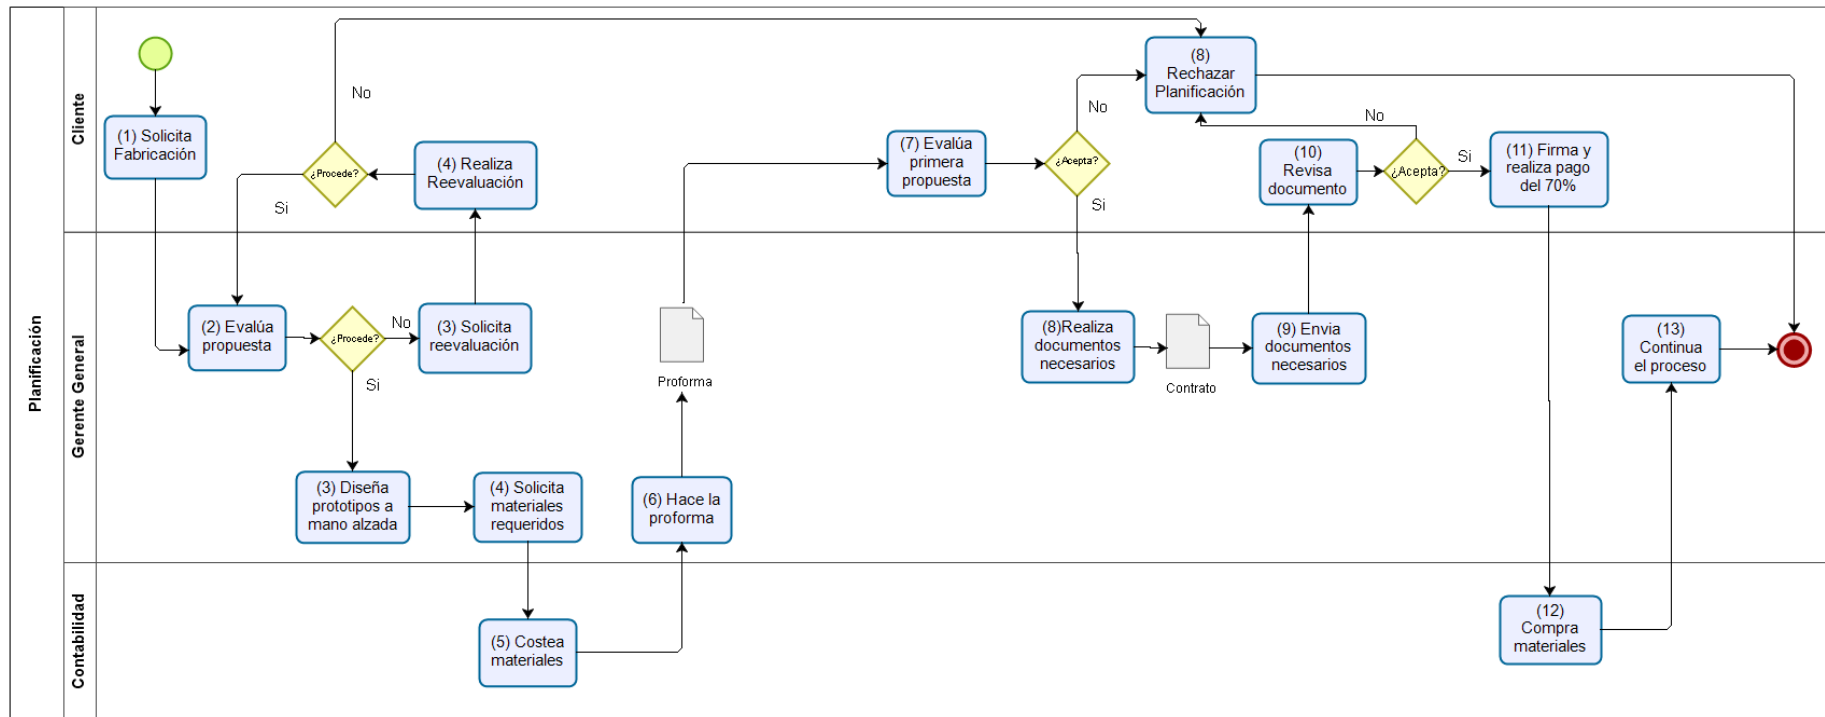 Planificación
Cliente
Gerente General
Contabilidad
(1) Solicita
Fabricación
No
¿Procede?
Si
(4) Realiza
Reevaluación
(7) Evalúa
primera
propuesta
¿Acepta?
No
Si
(8)
Rechazar
Planificación
No
(10)
Revisa
documento
¿Acepta?
Si
(11) Firma y
realiza pago
del 70%
(2) Evalúa
propuesta
¿Procede?
No
Si
(3) Solicita
reevaluación
Proforma
(8)Realiza
documentos
necesarios
Contrato
(9) Envia
documentos
necesarios
(13)
Continua
el proceso
(3) Diseña
prototipos a
mano alzada
(4) Solicita
materiales
requeridos
(6) Hace la
proforma
(5) Costea
materiales
(12)
Compra
materiales